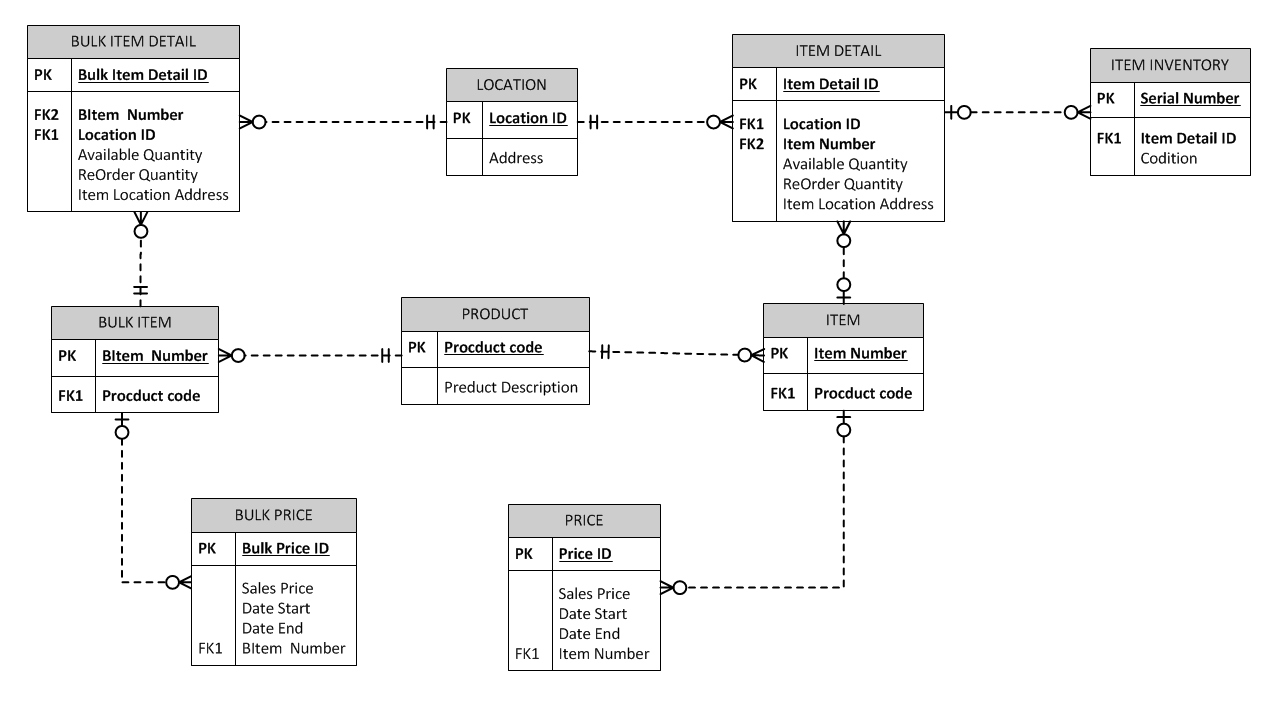 BULK ITEM DETAIL
PK Bulk Item Detail ID
FK2 BItem Number
FK1 Location ID
Available Quantity
ReOrder Quantity
Item Location Address
LOCATION
PK Location ID
Address
ITEM DETAIL
PK Item Detail ID
FK1 Location ID
FK2 Item Number
Available Quantity
ReOrder Quantity
Item Location Address
ITEM INVENTORY
PK Serial Number
FK1 Item Detail ID
Codition
BULK ITEM
PK BItem Number
FK1 Procduct code
PRODUCT
PK Procduct code
Preduct Description
ITEM
PK Item Number
FK1 Procduct code
BULK PRICE
PK Bulk Price ID
Sales Price
Date Start
Date End
FK1 BItem Number
PRICE
PK Price ID
Sales Price
Date Start
Date End
FK1 Item Number